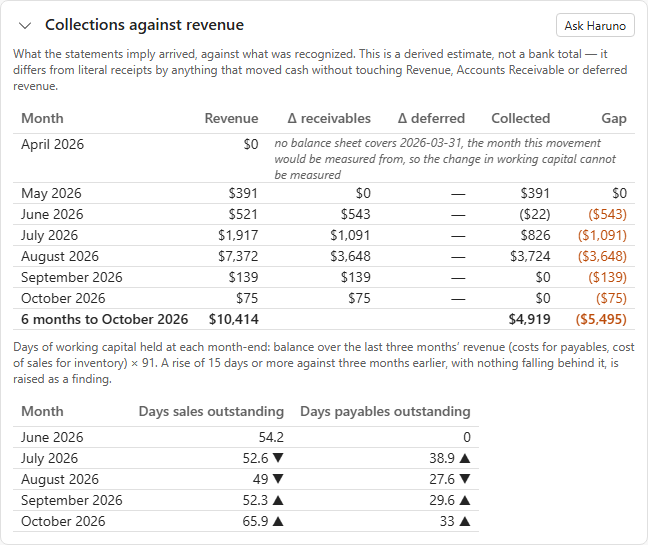 Collections against revenue
Ask Haruno
What the statements imply arrived, against what was recognized. This is a derived estimate, not a bank total — it
differs from literal receipts by anything that moved cash without touching Revenue, Accounts Receivable or deferred
revenue.
Month Revenue Δ receivables Δ deferred Collected Gap
April 2026 $0 no balance sheet covers 2026-03-31, the month this movement
would be measured from, so the change in working capital cannot
be measured
May 2026 $391 $0 — $391 $0
June 2026 $521 $543 — ($22) ($543)
July 2026 $1,917 $1,091 — $826 ($1,091)
August 2026 $7,372 $3,648 — $3,724 ($3,648)
September 2026 $139 $139 — $0 ($139)
October 2026 $75 $75 — $0 ($75)
6 months to October 2026 $10,414 $4,919 ($5,495)
Days of working capital held at each month-end: balance over the last three months' revenue (costs for payables, cost
of sales for inventory) × 91. A rise of 15 days or more against three months earlier, with nothing falling behind it, is
raised as a finding.
Month Days sales outstanding Days payables outstanding
June 2026 54.2 0
July 2026 52.6 ▼ 38.9 ▲
August 2026 49 ▼ 27.6 ▼
September 2026 52.3 ▲ 29.6 ▲
October 2026 65.9 ▲ 33 ▲